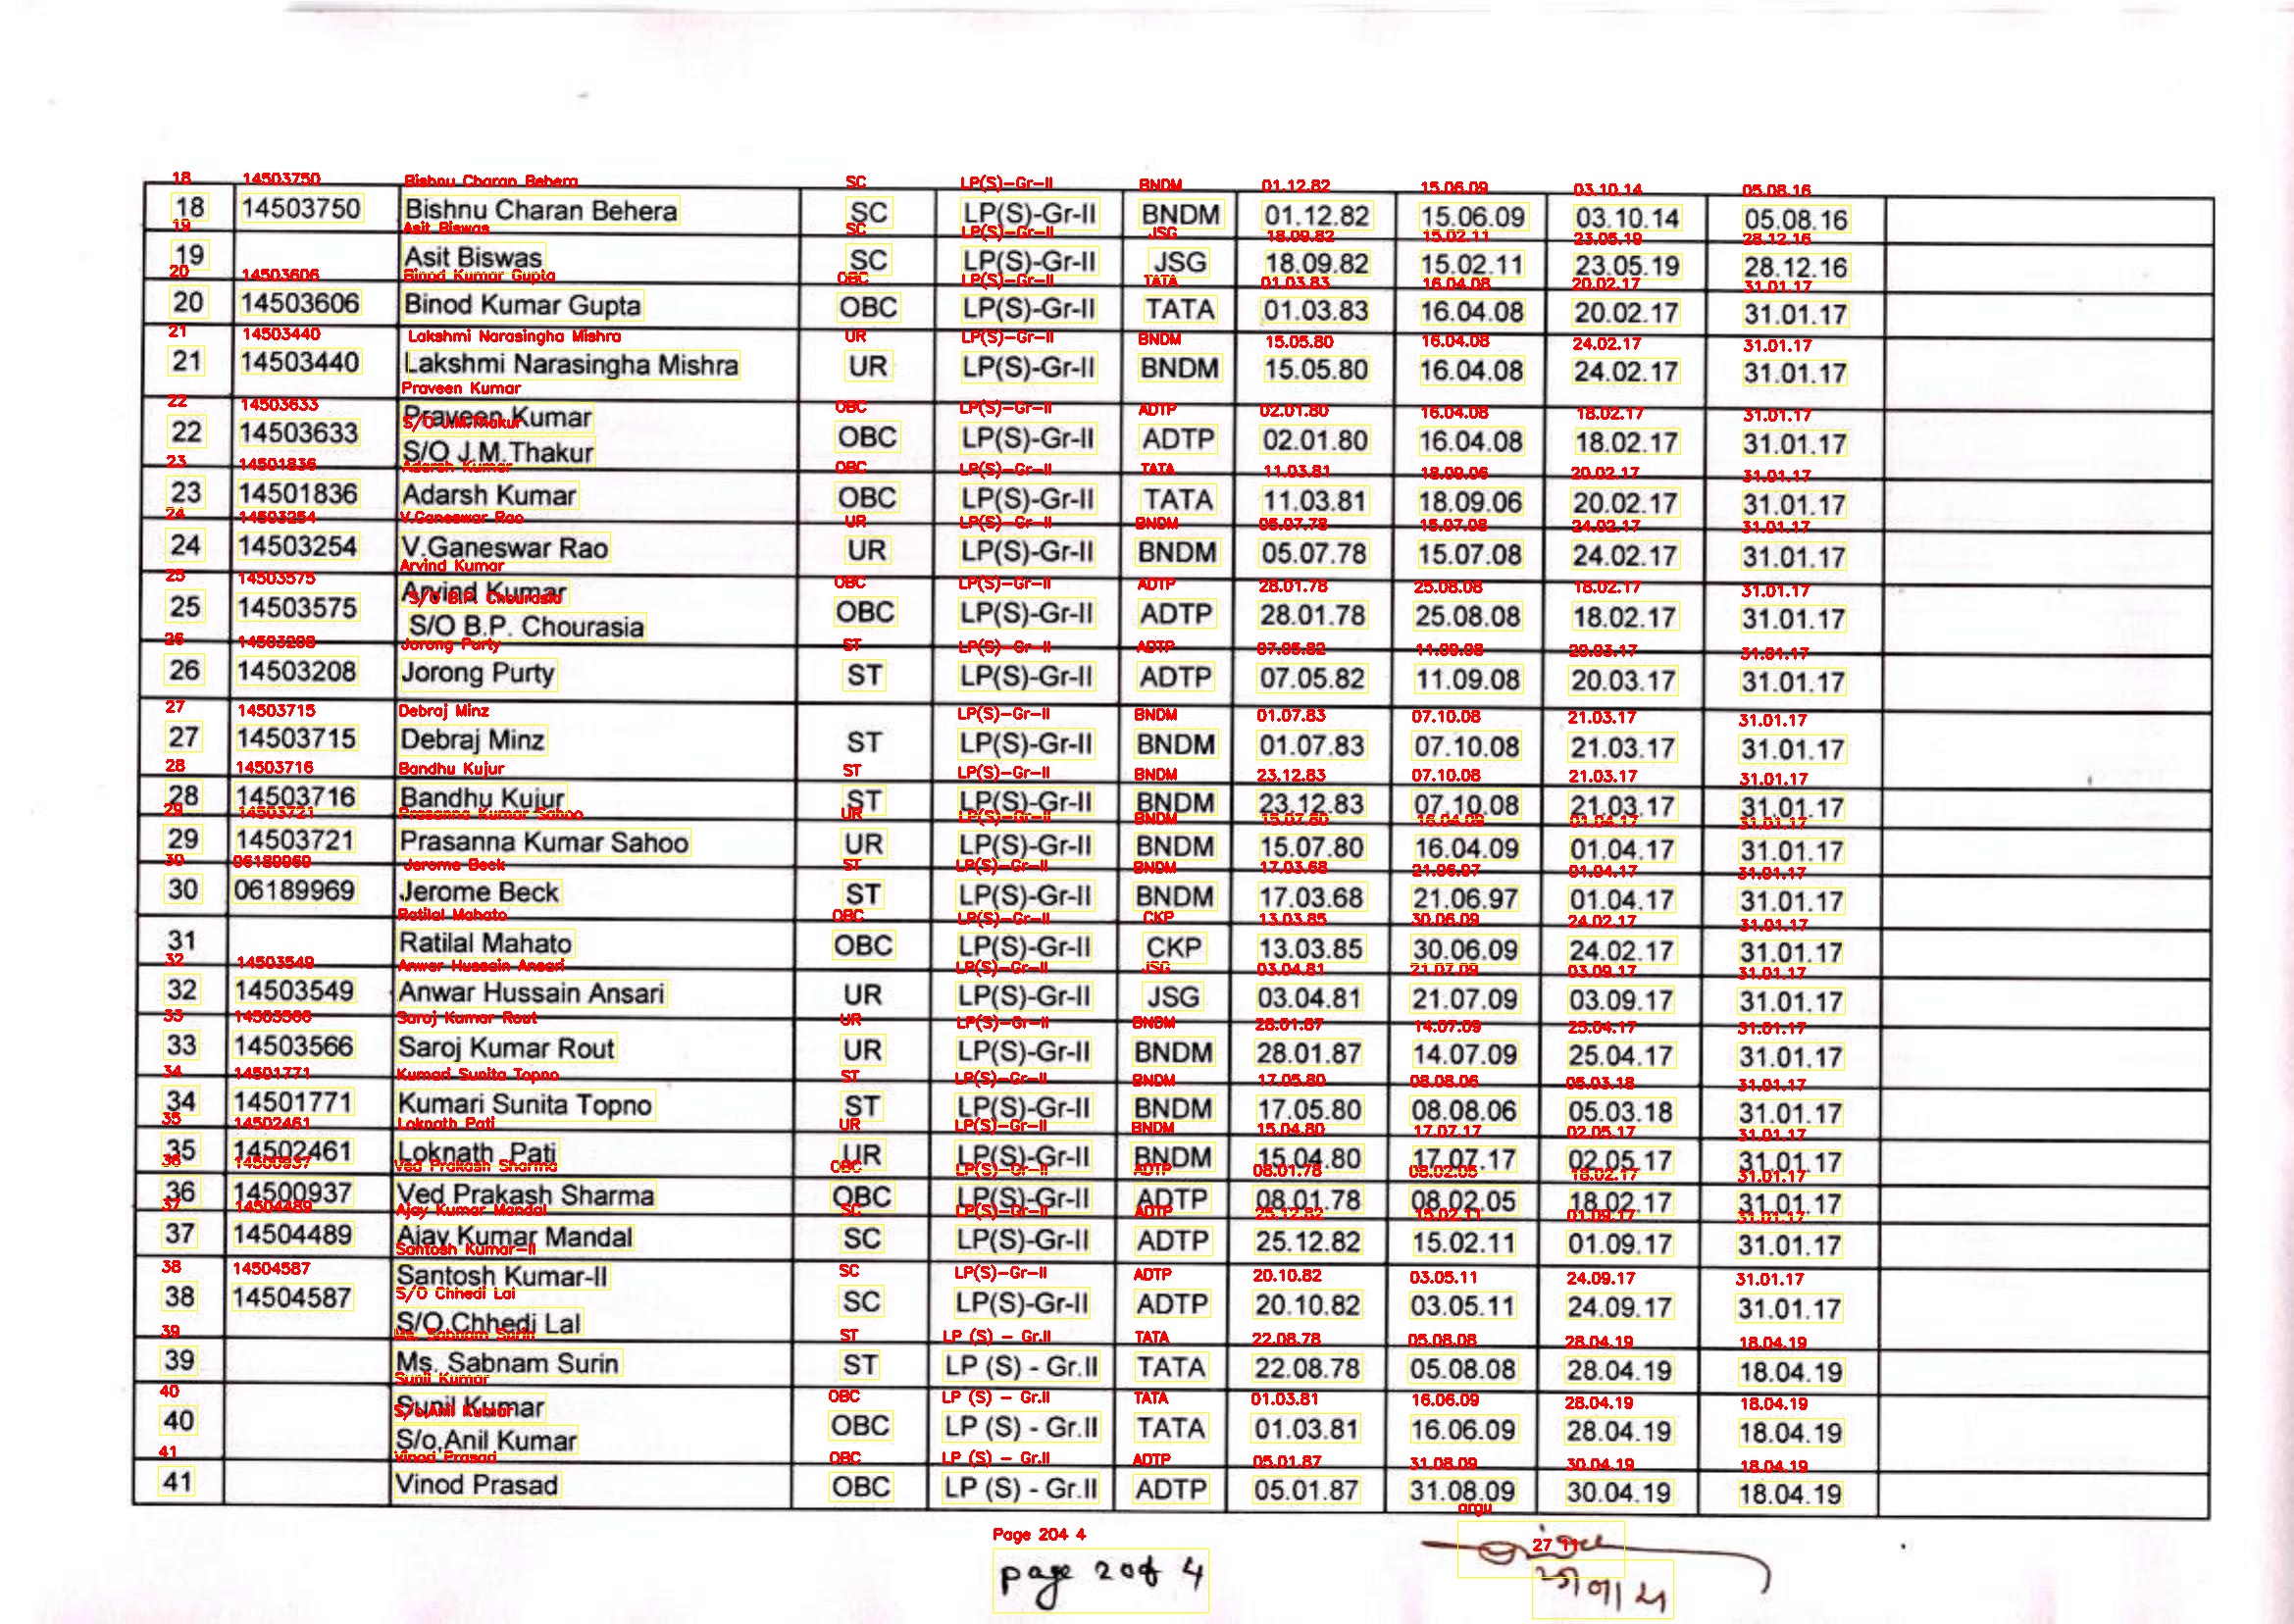 18 14503750 Bishnu Charan Behera SC LP(S)-Gr-II BNDM 01.12.82 15.06.09 03.10.14 05.08.16
19 Asit Biswas SC LP(S)-Gr-II JSG 18.09.82 15.02.11 23.05.19 28.12.16
20 14503606 Binod Kumar Gupta OBC LP(S)-Gr-II TATA 01.03.83 16.04.08 20.02.17 31.01.17
21 14503440 Lakshmi Narasingha Mishra UR LP(S)-Gr-II BNDM 15.05.80 16.04.08 24.02.17 31.01.17
22 14503633 Praveen Kumar S/O J.M.Thakur OBC LP(S)-Gr-II ADTP 02.01.80 16.04.08 18.02.17 31.01.17
23 14501836 Adarsh Kumar OBC LP(S)-Gr-II TATA 11.03.81 18.09.06 20.02.17 31.01.17
24 14503254 V.Ganeswar Rao UR LP(S)-Gr-II BNDM 05.07.78 15.07.08 24.02.17 31.01.17
25 14503575 Arvind Kumar S/O B.P. Chourasia OBC LP(S)-Gr-II ADTP 28.01.78 25.08.08 18.02.17 31.01.17
26 14503208 Jorong Purty ST LP(S)-Gr-II ADTP 07.05.82 11.09.08 20.03.17 31.01.17
27 14503715 Debraj Minz ST LP(S)-Gr-II BNDM 01.07.83 07.10.08 21.03.17 31.01.17
28 14503716 Bandhu Kujur ST LP(S)-Gr-II BNDM 23.12.83 07.10.08 21.03.17 31.01.17
29 14503721 Prasanna Kumar Sahoo UR LP(S)-Gr-II BNDM 15.07.80 16.04.09 01.04.17 31.01.17
30 06189969 Jerome Beck ST LP(S)-Gr-II BNDM 17.03.68 21.06.97 01.04.17 31.01.17
31 Ratilal Mahato OBC LP(S)-Gr-II CKP 13.03.85 30.06.09 24.02.17 31.01.17
32 14503549 Anwar Hussain Ansari UR LP(S)-Gr-II JSG 03.04.81 21.07.09 03.09.17 31.01.17
33 14503566 Saroj Kumar Rout UR LP(S)-Gr-II BNDM 28.01.87 14.07.09 25.04.17 31.01.17
34 14501771 Kumari Sunita Topno ST LP(S)-Gr-II BNDM 17.05.80 08.08.06 05.03.18 31.01.17
35 14502461 Loknath Pati UR LP(S)-Gr-II BNDM 15.04.80 17.07.17 02.05.17 31.01.17
36 14500937 Ved Prakash Sharma OBC LP(S)-Gr-II ADTP 08.01.78 08.02.05 18.02.17 31.01.17
37 14504489 Ajay Kumar Mandal SC LP(S)-Gr-II ADTP 25.12.82 15.02.11 01.09.17 31.01.17
38 14504587 Santosh Kumar-II S/O Chhedi Lal SC LP(S)-Gr-II ADTP 20.10.82 03.05.11 24.09.17 31.01.17
39 Ms. Sabnam Surin ST LP (S) - Gr.II TATA 22.08.78 05.08.08 28.04.19 18.04.19
40 Sunil Kumar S/o,Anil Kumar OBC LP (S) - Gr.II TATA 01.03.81 16.06.09 28.04.19 18.04.19
41 Vinod Prasad OBC LP (S) - Gr.II ADTP 05.01.87 31.08.09 30.04.19 18.04.19
page 2 of 4